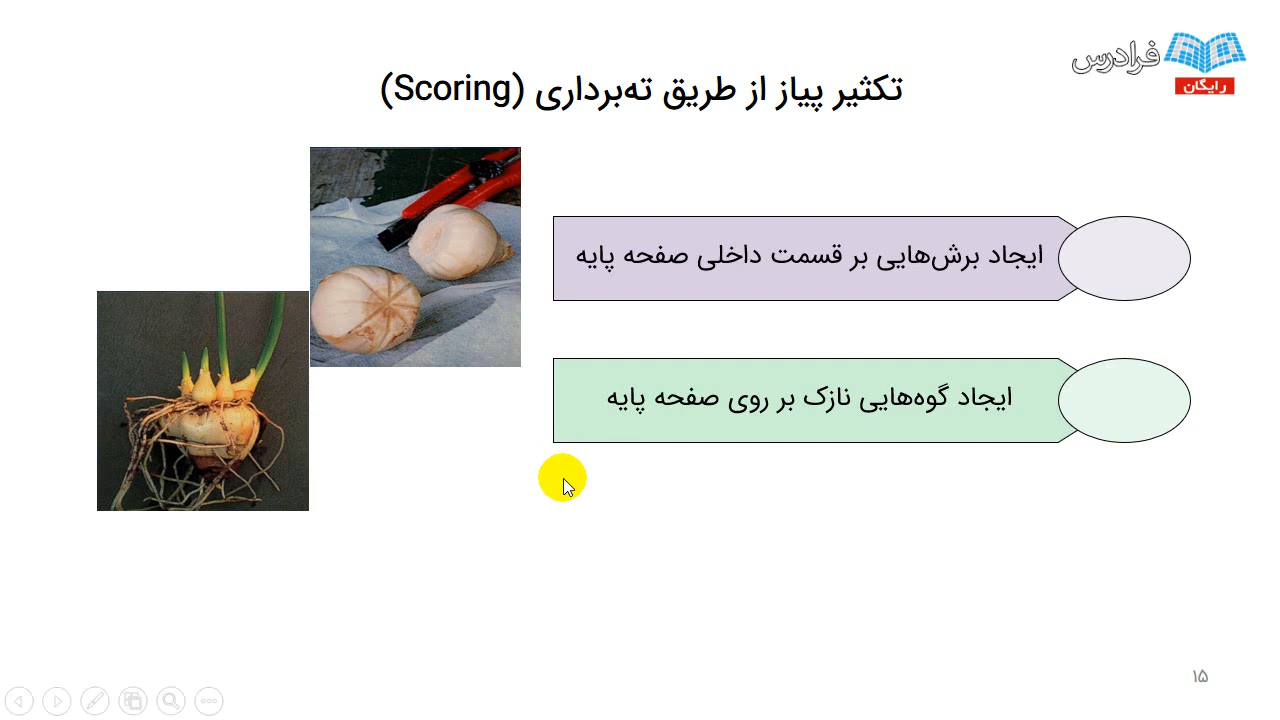 فرادرس
رایگان
تکثیر پیاز از طریق ته‌برداری (Scoring)
ایجاد برش‌هایی بر قسمت داخلی صفحه پایه
ایجاد گوه‌هایی نازک بر روی صفحه پایه
۱۵